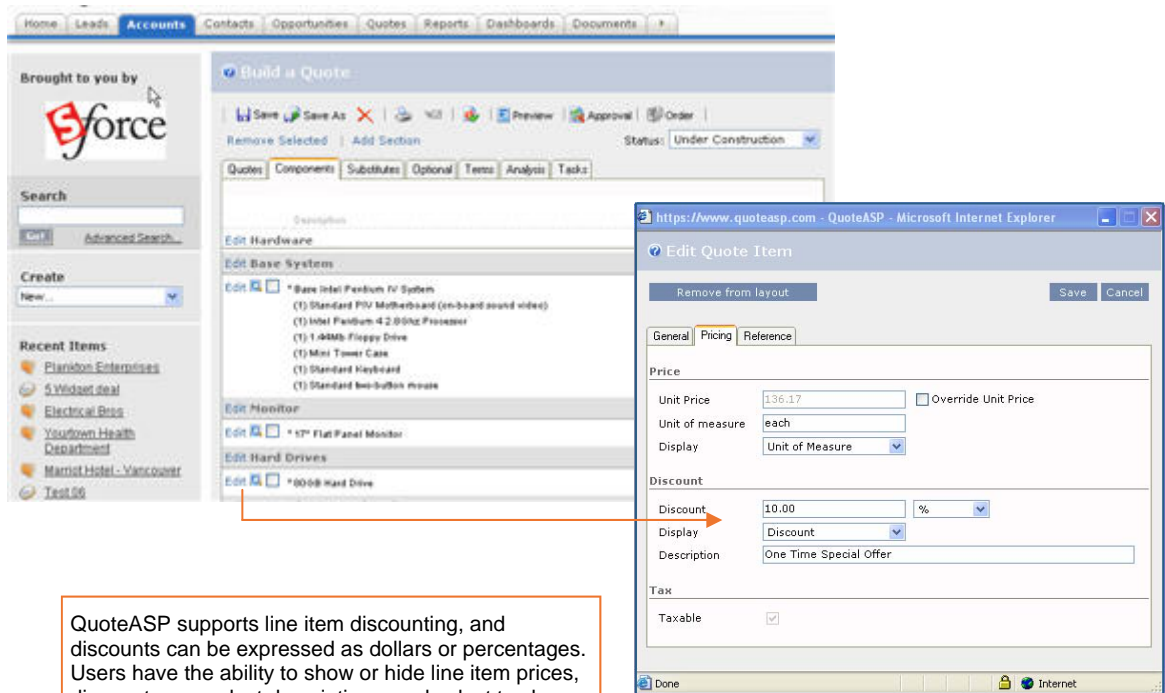 Home Leads Accounts Contacts Opportunities Quotes Reports Dashboards Documents
Brought to you by
Sforce
Search
Go!
Advanced Search...
Create
New...
Recent Items
Plankton Enterprises
5 Widget deal
Electrical Bros
Yourtown Health
Department
Marriot Hotel - Vancouver
Test 06
Build a Quote
Save Save As Preview Approval Order
Remove Selected | Add Section
Status: Under Construction
Quotes Components Substitutes Optional Terms Analysis Tasks
Description
Edit Hardware
Edit Base System
Edit * Base Intel Pentium IV System
(1) Standard PIV Motherboard (on-board sound video)
(1) Intel Pentium 4 2.8Ghz Processor
(1) 1.44Mb Floppy Drive
(1) Mini Tower Case
(1) Standard Keyboard
(1) Standard two-button mouse
Edit Monitor
Edit * 17" Flat Panel Monitor
Edit Hard Drives
Edit * 80GB Hard Drive
https://www.quoteasp.com - QuoteASP - Microsoft Internet Explorer
Edit Quote Item
Remove from layout
Save Cancel
General Pricing Reference
Price
Unit Price 136.17 Override Unit Price
Unit of measure each
Display Unit of Measure
Discount
Discount 10.00 %
Display Discount
Description One Time Special Offer
Tax
Taxable
Done
Internet
QuoteASP supports line item discounting, and
discounts can be expressed as dollars or percentages.
Users have the ability to show or hide line item prices,